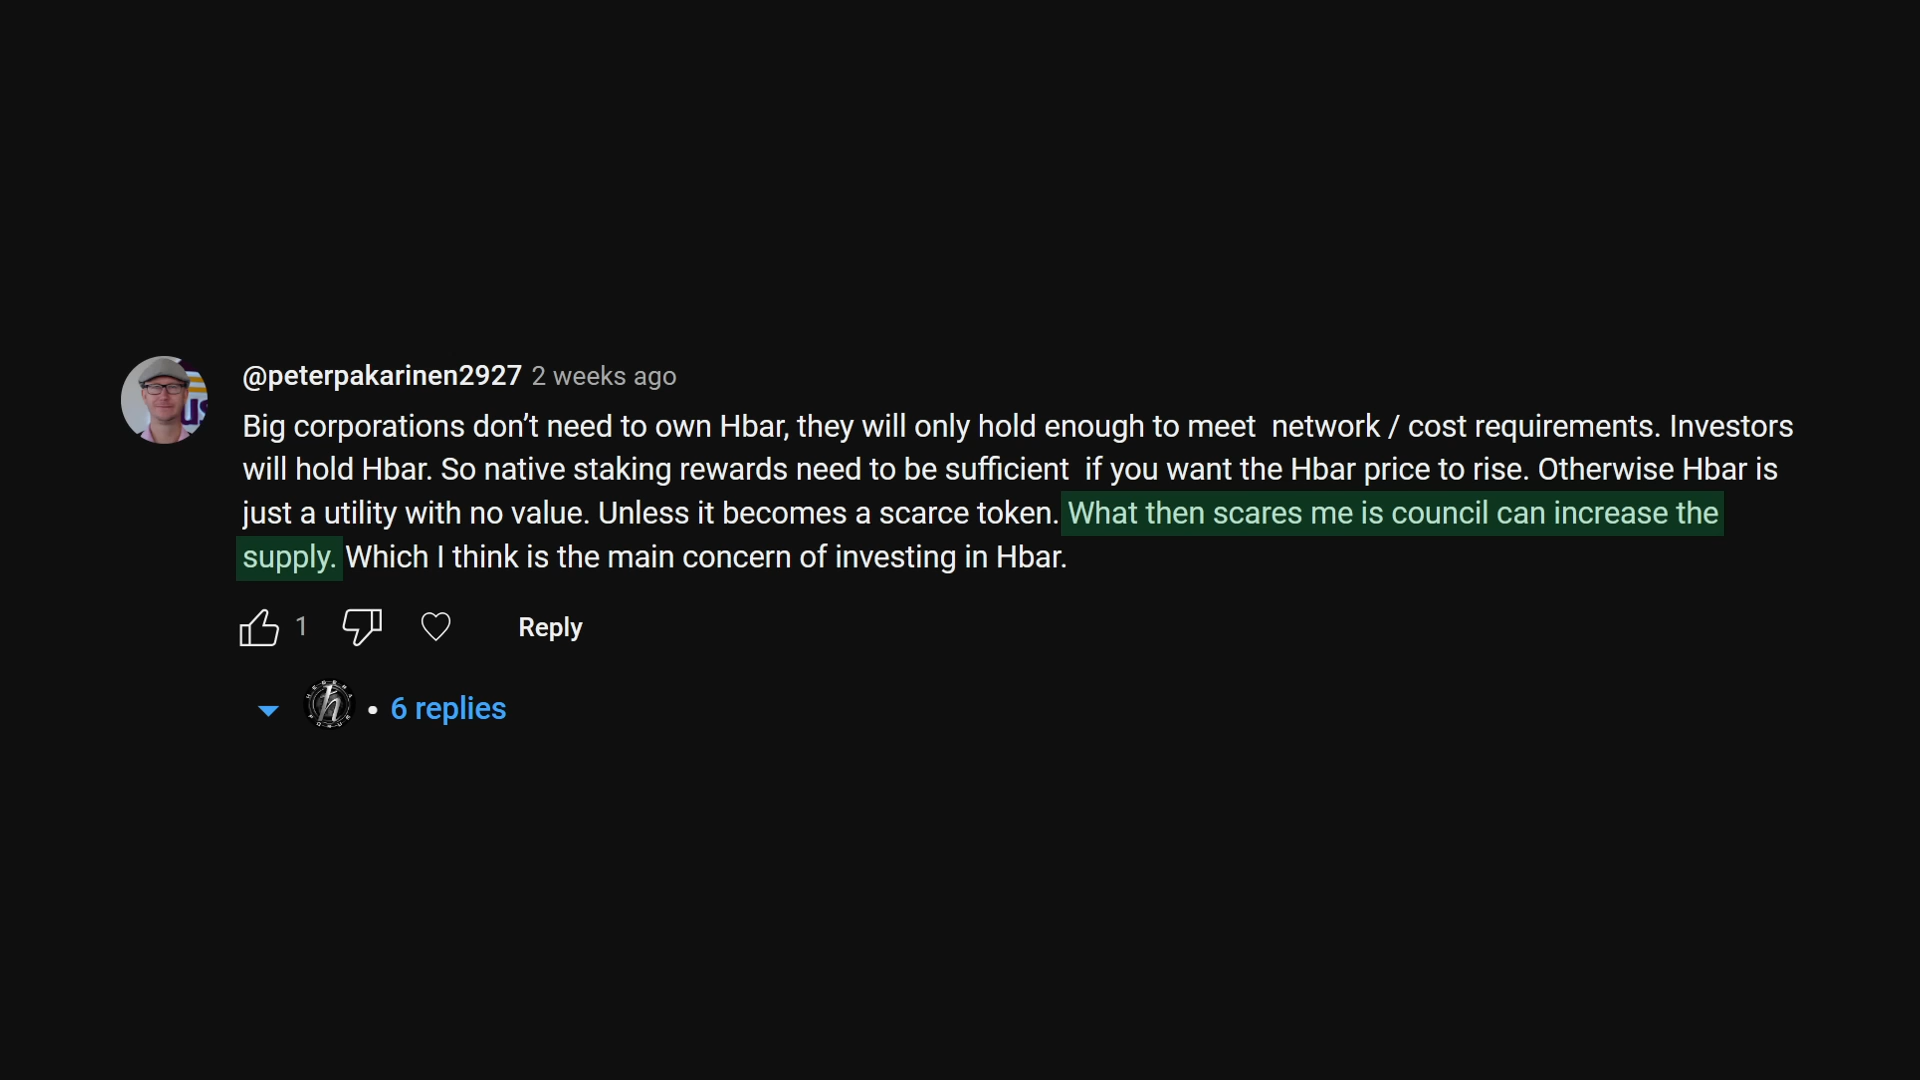 @peterpakarinen2927 2 weeks ago
Big corporations don’t need to own Hbar, they will only hold enough to meet  network / cost requirements. Investors
will hold Hbar. So native staking rewards need to be sufficient  if you want the Hbar price to rise. Otherwise Hbar is
just a utility with no value. Unless it becomes a scarce token. What then scares me is council can increase the
supply. Which I think is the main concern of investing in Hbar.
1 Reply
• 6 replies